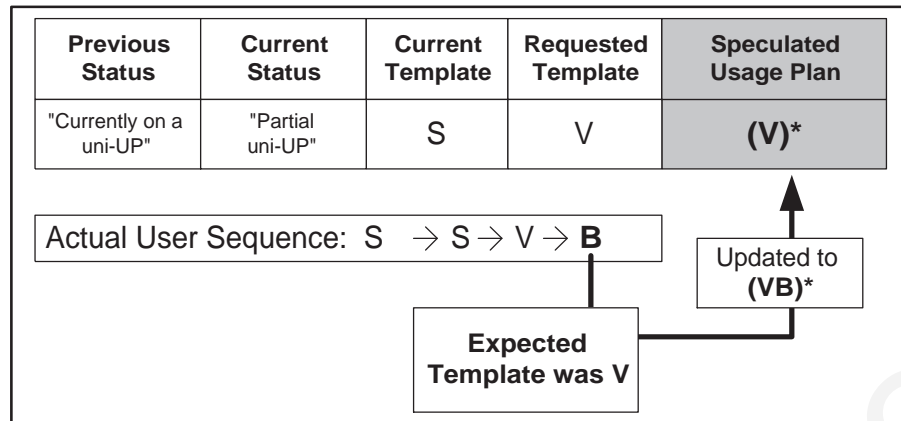 Previous Status
Current Status
Current Template
Requested Template
Speculated Usage Plan
"Currently on a uni-UP"
"Partial uni-UP"
S
V
(V)*
Actual User Sequence: S → S → V → B
Updated to
(VB)*
Expected
Template was V